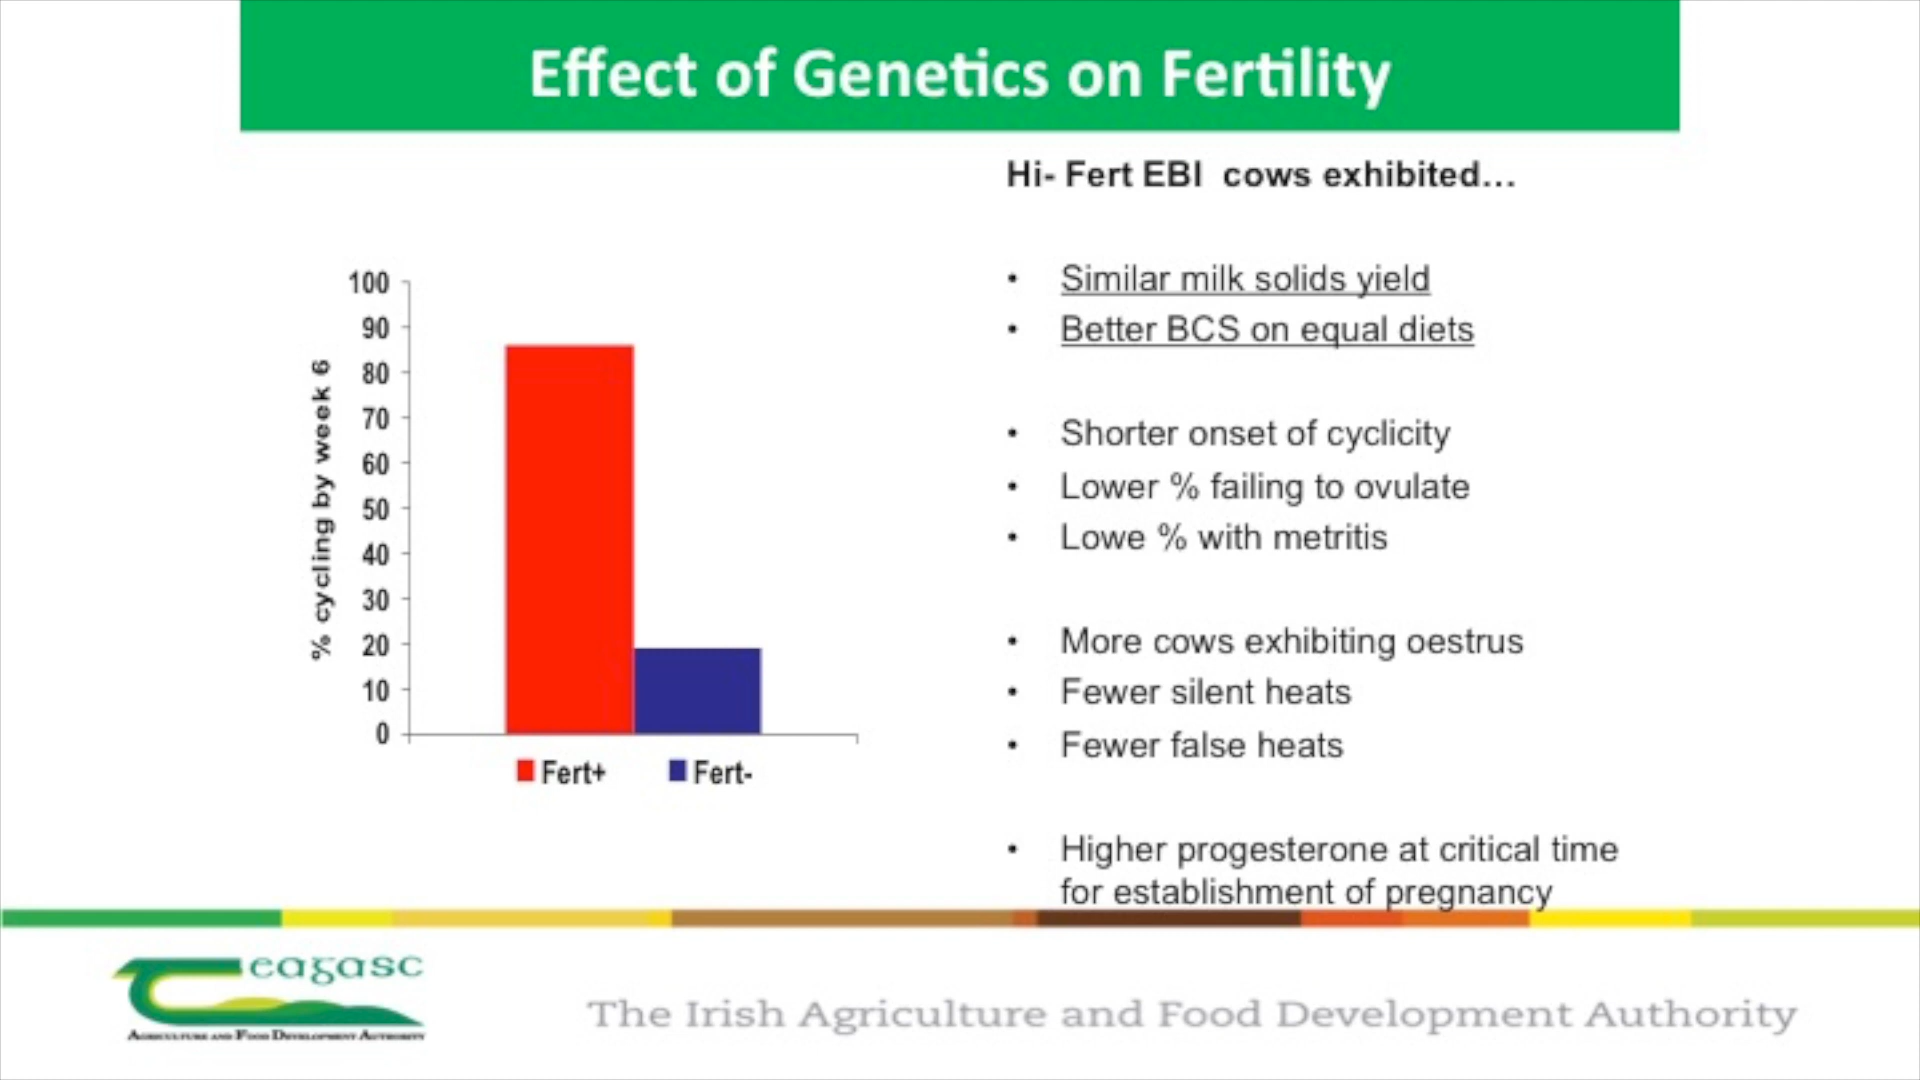 Effect of Genetics on Fertility
Hi- Fert EBI cows exhibited...
• Similar milk solids yield
• Better BCS on equal diets
• Shorter onset of cyclicity
• Lower % failing to ovulate
• Lowe % with metritis
• More cows exhibiting oestrus
• Fewer silent heats
• Fewer false heats
• Higher progesterone at critical time
for establishment of pregnancy
% cycling by week 6
100
90
80
70
60
50
40
30
20
10
0
Fert+ Fert-
Teagasc
AGRICULTURE AND FOOD DEVELOPMENT AUTHORITY
The Irish Agriculture and Food Development Authority